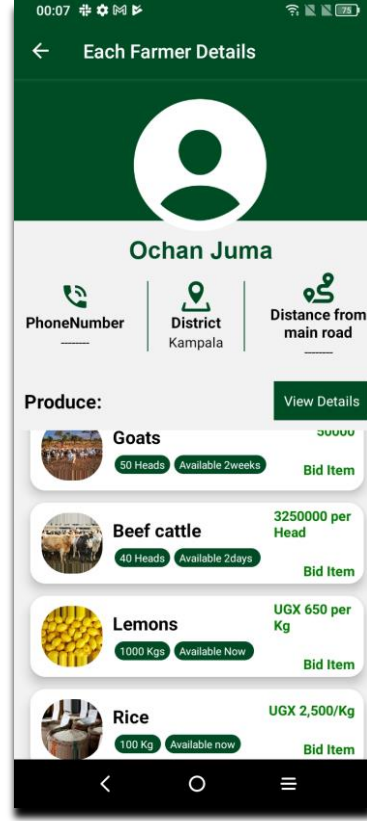 00:07
75
Each Farmer Details
Ochan Juma
PhoneNumber
--------
District
Kampala
Distance from
main road
--------
Produce:
View Details
Goats
50000
50 Heads
Available 2weeks
Bid Item
Beef cattle
3250000 per
Head
40 Heads
Available 2days
Bid Item
Lemons
UGX 650 per
Kg
1000 Kgs
Available Now
Bid Item
Rice
UGX 2,500/Kg
100 Kg
Available now
Bid Item